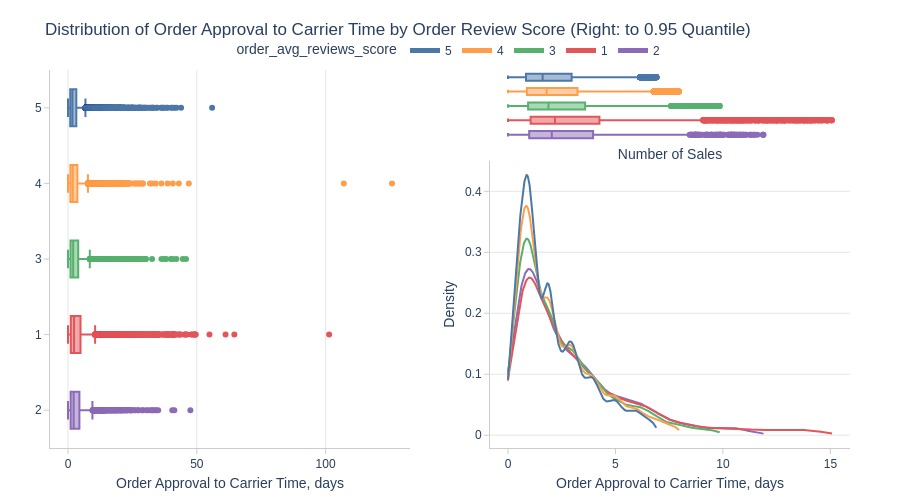 Distribution of Order Approval to Carrier Time by Order Review Score (Right: to 0.95 Quantile)
order_avg_reviews_score 5 4 3 1 2
5
4
3
1
2
0 50 100
Order Approval to Carrier Time, days
Number of Sales
0.4
0.3
0.2
0.1
0
Density
0 5 10 15
Order Approval to Carrier Time, days